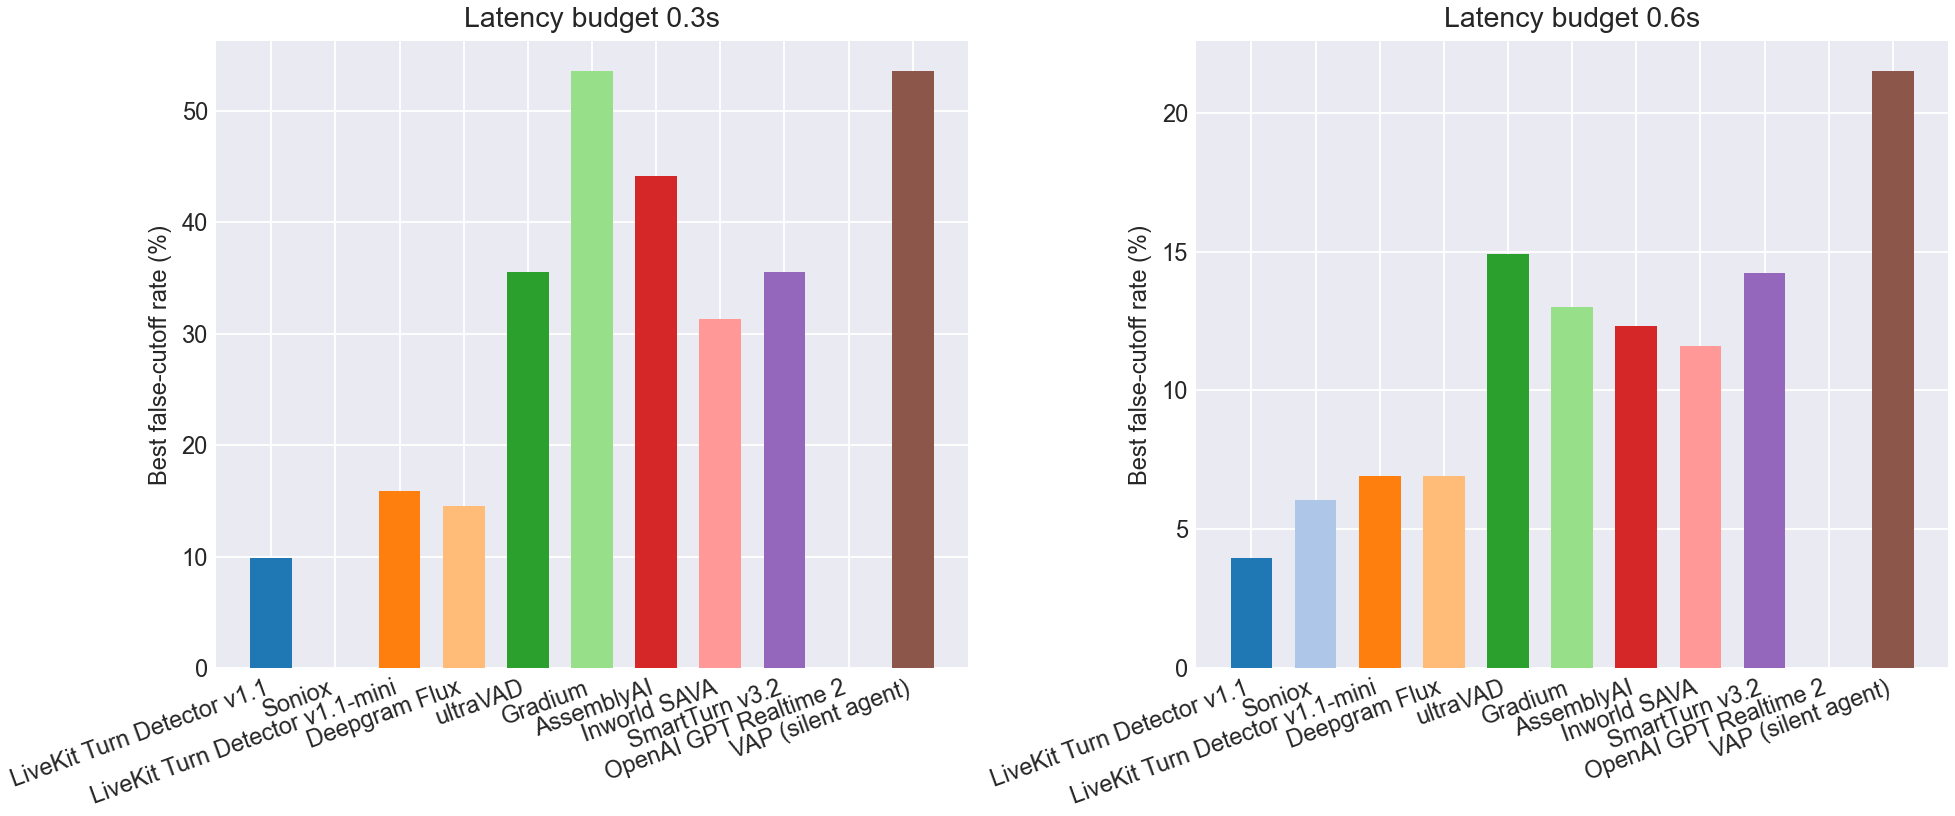 Latency budget 0.3s
Best false-cutoff rate (%)
50
40
30
20
10
0
LiveKit Turn Detector v1.1
Soniox
LiveKit Turn Detector v1.1-mini
Deepgram Flux
ultraVAD
Gradium
AssemblyAI
Inworld SAVA
SmartTurn v3.2
OpenAI GPT Realtime 2
VAP (silent agent)
Latency budget 0.6s
Best false-cutoff rate (%)
20
15
10
5
0
LiveKit Turn Detector v1.1
Soniox
LiveKit Turn Detector v1.1-mini
Deepgram Flux
ultraVAD
Gradium
AssemblyAI
Inworld SAVA
SmartTurn v3.2
OpenAI GPT Realtime 2
VAP (silent agent)